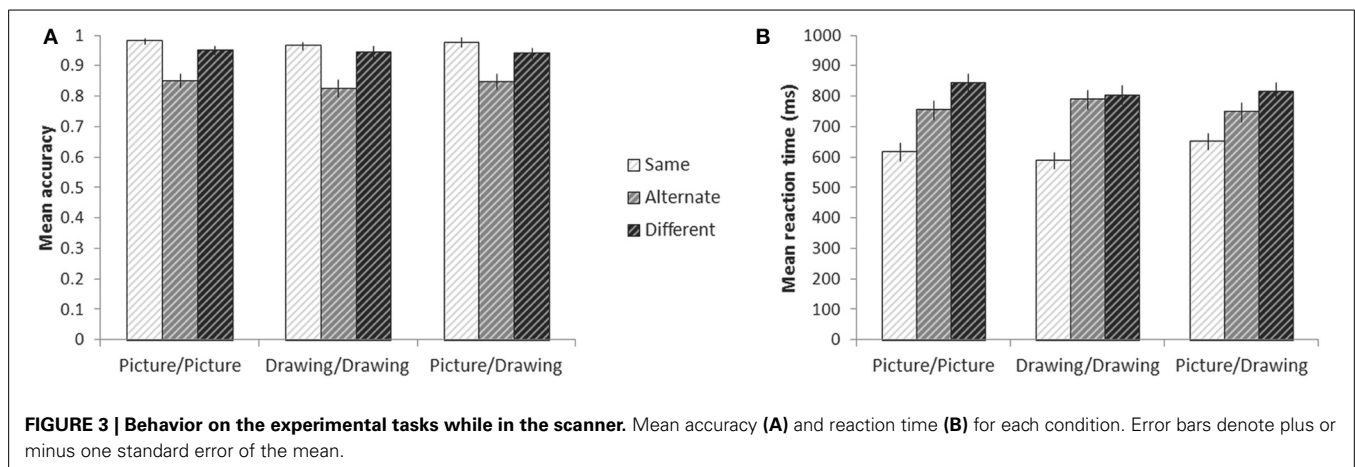 A
Mean accuracy
1
0.9
0.8
0.7
0.6
0.5
0.4
0.3
0.2
0.1
0
Picture/Picture Drawing/Drawing Picture/Drawing
Same
Alternate
Different
B
Mean reaction time (ms)
1000
900
800
700
600
500
400
300
200
100
0
Picture/Picture Drawing/Drawing Picture/Drawing
FIGURE 3 | Behavior on the experimental tasks while in the scanner. Mean accuracy (A) and reaction time (B) for each condition. Error bars denote plus or
minus one standard error of the mean.